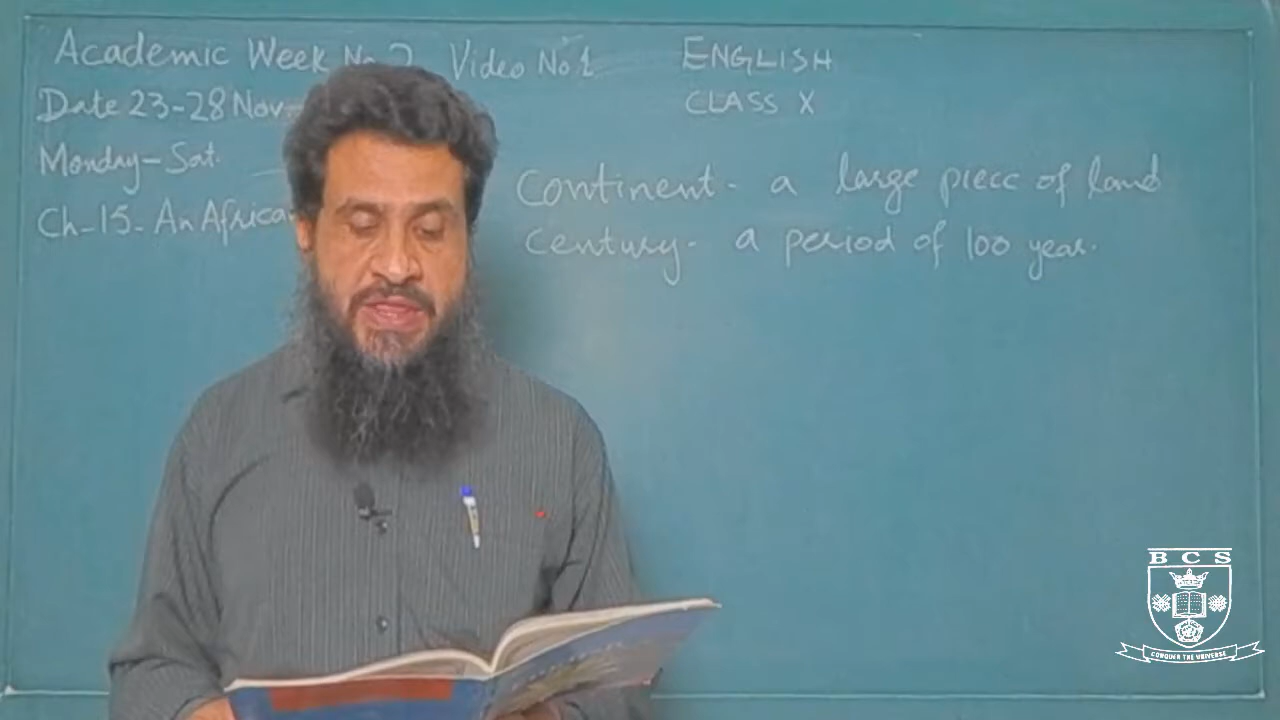 Academic Week No 2 Video No 1
Date 23-28 Nov
Monday-Sat.
Ch-15. An Africa
ENGLISH
CLASS X
Continent - a large piece of land
Century - a period of 100 year.
BCS
CONQUER THE UNIVERSE